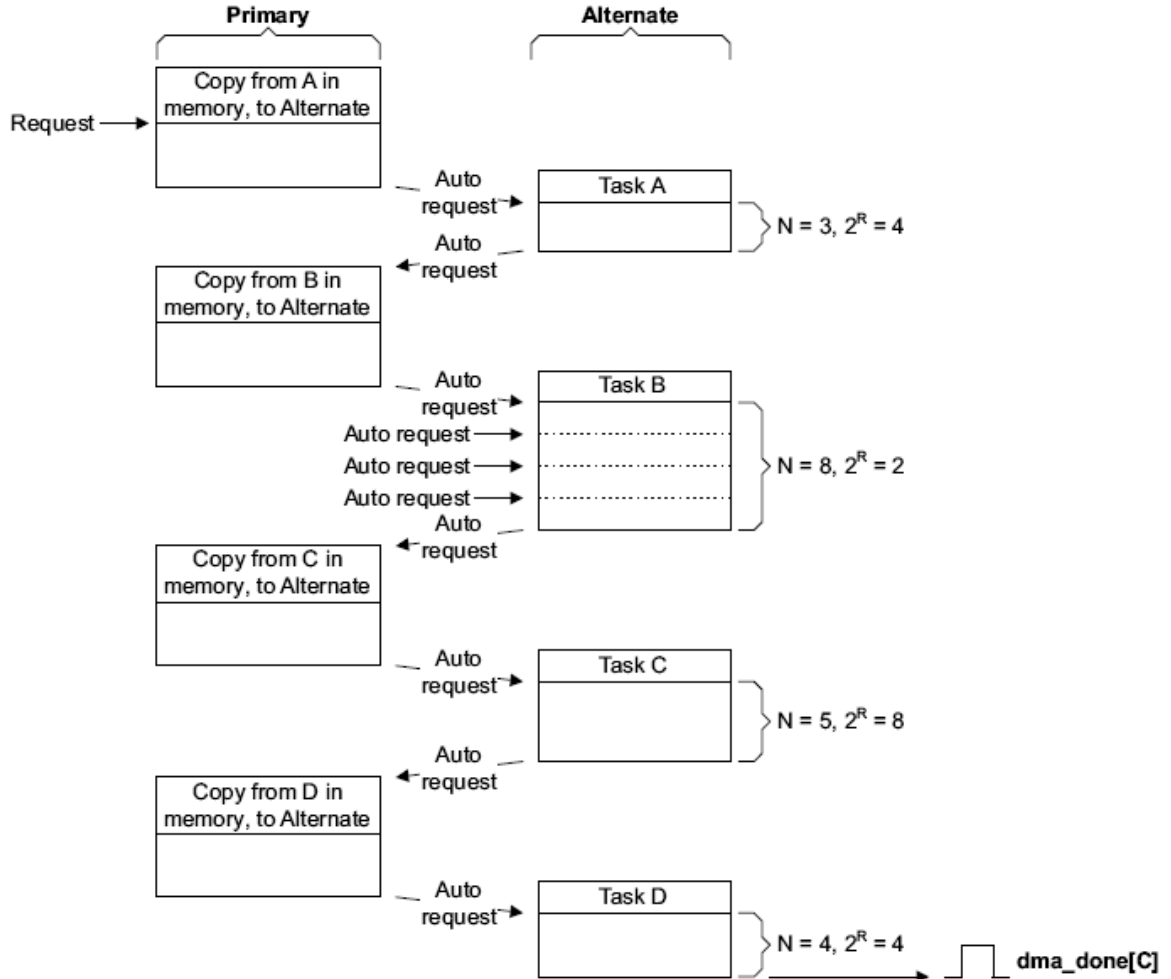 Primary
Alternate
Copy from A in
memory, to Alternate
Request
Auto
request
Task A
N = 3, 2^R = 4
Auto
request
Copy from B in
memory, to Alternate
Auto
request
Task B
Auto request
Auto request
N = 8, 2^R = 2
Auto request
Auto
request
Copy from C in
memory, to Alternate
Auto
request
Task C
N = 5, 2^R = 8
Auto
request
Copy from D in
memory, to Alternate
Auto
request
Task D
N = 4, 2^R = 4
dma_done[C]